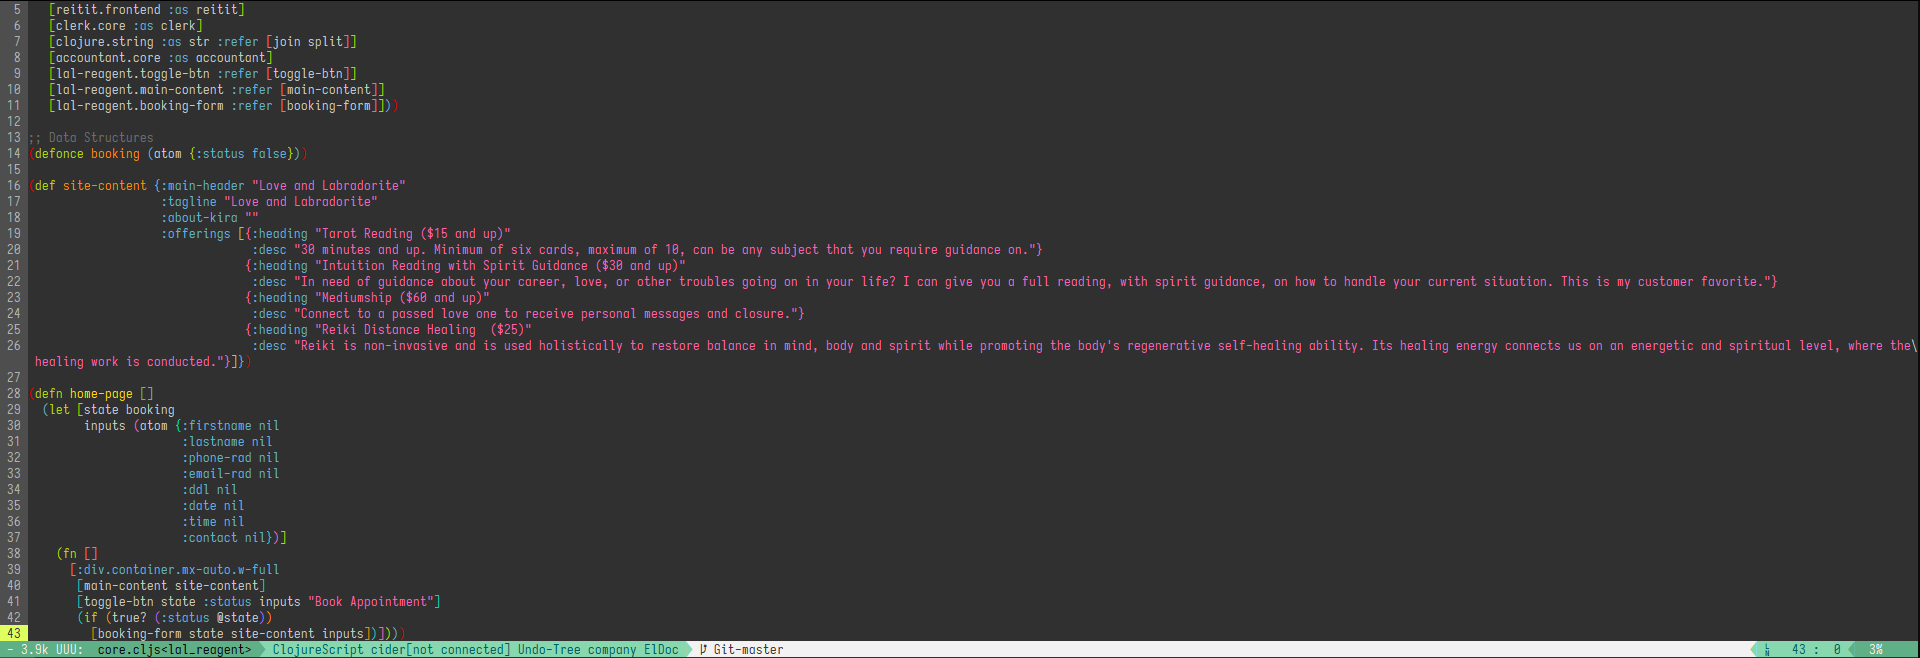 5 [reitit.frontend :as reitit]
6 [clerk.core :as clerk]
7 [clojure.string :as str :refer [join split]]
8 [accountant.core :as accountant]
9 [lal-reagent.toggle-btn :refer [toggle-btn]]
10 [lal-reagent.main-content :refer [main-content]]
11 [lal-reagent.booking-form :refer [booking-form]]))
12
13 ;; Data Structures
14 (defonce booking (atom {:status false}))
15
16 (def site-content {:main-header "Love and Labradorite"
17 :tagline "Love and Labradorite"
18 :about-kira ""
19 :offerings [{:heading "Tarot Reading ($15 and up)"
20 :desc "30 minutes and up. Minimum of six cards, maximum of 10, can be any subject that you require guidance on."}
21 {:heading "Intuition Reading with Spirit Guidance ($30 and up)"
22 :desc "In need of guidance about your career, love, or other troubles going on in your life? I can give you a full reading, with spirit guidance, on how to handle your current situation. This is my customer favorite."}
23 {:heading "Mediumship ($60 and up)"
24 :desc "Connect to a passed love one to receive personal messages and closure."}
25 {:heading "Reiki Distance Healing  ($25)"
26 :desc "Reiki is non-invasive and is used holistically to restore balance in mind, body and spirit while promoting the body's regenerative self-healing ability. Its healing energy connects us on an energetic and spiritual level, where the\
healing work is conducted."}]})
27
28 (defn home-page []
29 (let [state booking
30 inputs (atom {:firstname nil
31 :lastname nil
32 :phone-rad nil
33 :email-rad nil
34 :ddl nil
35 :date nil
36 :time nil
37 :contact nil})]
38 (fn []
39 [:div.container.mx-auto.w-full
40 [main-content site-content]
41 [toggle-btn state :status inputs "Book Appointment"]
42 (if (true? (:status @state))
43 [booking-form state site-content inputs])])))
- 3.9k UUU: core.cljs<lal_reagent> ClojureScript cider[not connected] Undo-Tree company ElDoc Git-master LN 43 : 0 3%